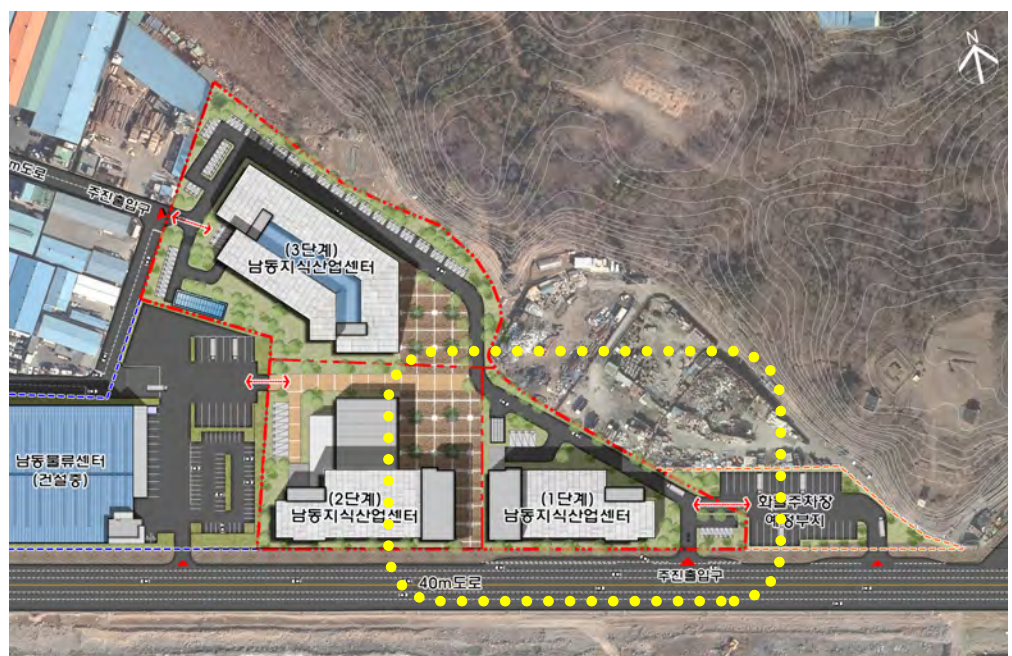 N
m도로
주진출입구
(3단계)
남동지식산업센터
남동물류센터
(건설중)
(2단계)
남동지식산업센터
(1단계)
남동지식산업센터
화물주차장
예정부지
주진출입구
40m도로